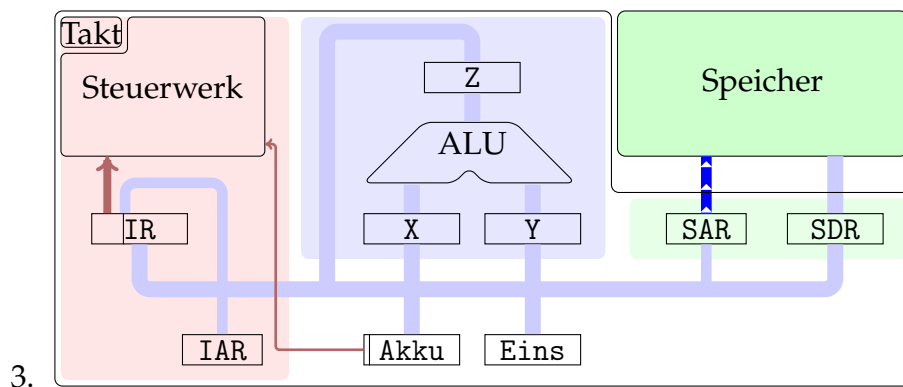 Takt
Steuerwerk
Speicher
Z
ALU
IR
X
Y
SAR
SDR
IAR
Akku
Eins
3.